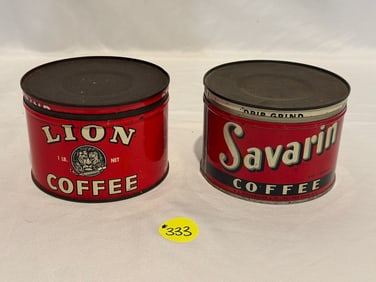 LION
1 LB. NET
COFFEE
DRIP GRIND
Savarin
COFFEE
333